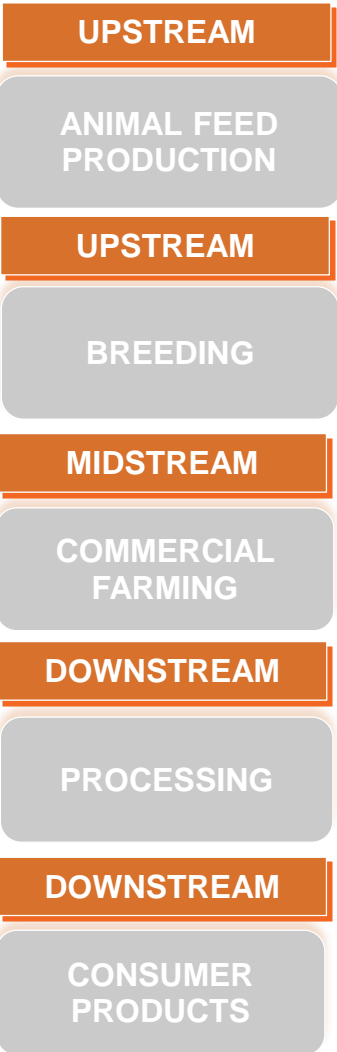 UPSTREAM
ANIMAL FEED
PRODUCTION
UPSTREAM
BREEDING
MIDSTREAM
COMMERCIAL
FARMING
DOWNSTREAM
PROCESSING
DOWNSTREAM
CONSUMER
PRODUCTS